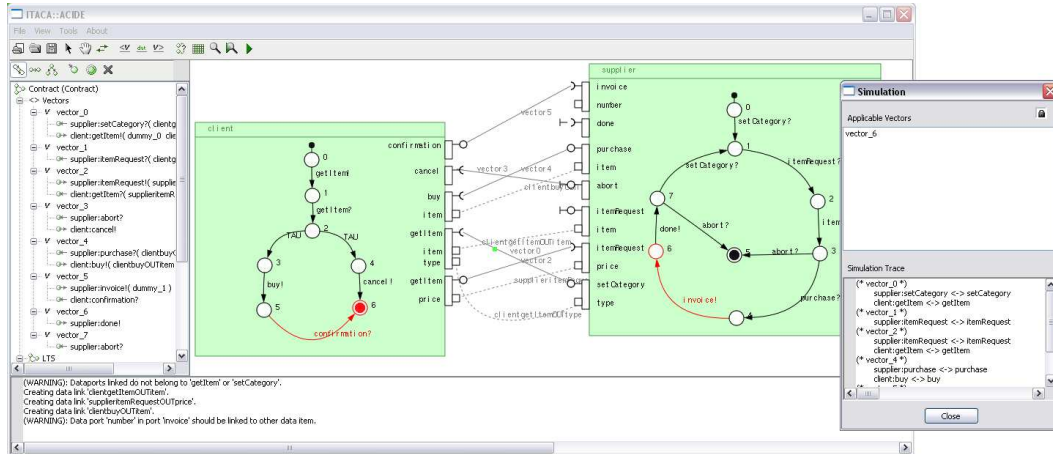 ITACA::ACIDE
File View Tools About
Contract (Contract)
<> Vectors
V vector_0
supplier:setCategory?( clientg
client:getItem!( dummy_0 clie
V vector_1
supplier:itemRequest?( clientg
V vector_2
supplier:itemRequest!( supplie
client:getItem?( supplieritemR
V vector_3
supplier:abort?
client:cancel!
V vector_4
supplier:purchase?( clientbuyO
client:buy!( clientbuyOUTitem
V vector_5
supplier:invoice!( dummy_1 )
client:confirmation?
V vector_6
supplier:done!
V vector_7
supplier:abort?
LTS
client
0
getItem!
1
getItem?
2
TAU
TAU
3
4
buy!
cancel!
5
6
confirmation?
confirmation
cancel
buy
item
getItem
item
type
getItem
price
vector5
vector3
vector4
clientgetItemOUTitem
vector0
vector2
clientgetItemOUTtype
supplier
invoice
number
done
purchase
item
abort
itemRequest
item
itemRequest
price
setCategory
type
0
setCategory?
1
setCategory?
itemRequest?
7
2
abort?
item
done!
5
abort?
3
6
invoice!
purchase?
4
Simulation
Applicable Vectors
vector_6
Simulation Trace
(* vector_0 *)
supplier:setCategory <-> setCategory
client:getItem <-> getItem
(* vector_1 *)
supplier:itemRequest <-> itemRequest
(* vector_2 *)
supplier:itemRequest <-> itemRequest
client:getItem <-> getItem
(* vector_4 *)
supplier:purchase <-> purchase
client:buy <-> buy
Close
(WARNING): Dataports linked do not belong to 'getItem' or 'setCategory'.
Creating data link 'clientgetItemOUTitem'.
Creating data link 'supplieritemRequestOUTprice'.
Creating data link 'clientbuyOUTitem'.
(WARNING): Data port 'number' in port 'invoice' should be linked to other data item.